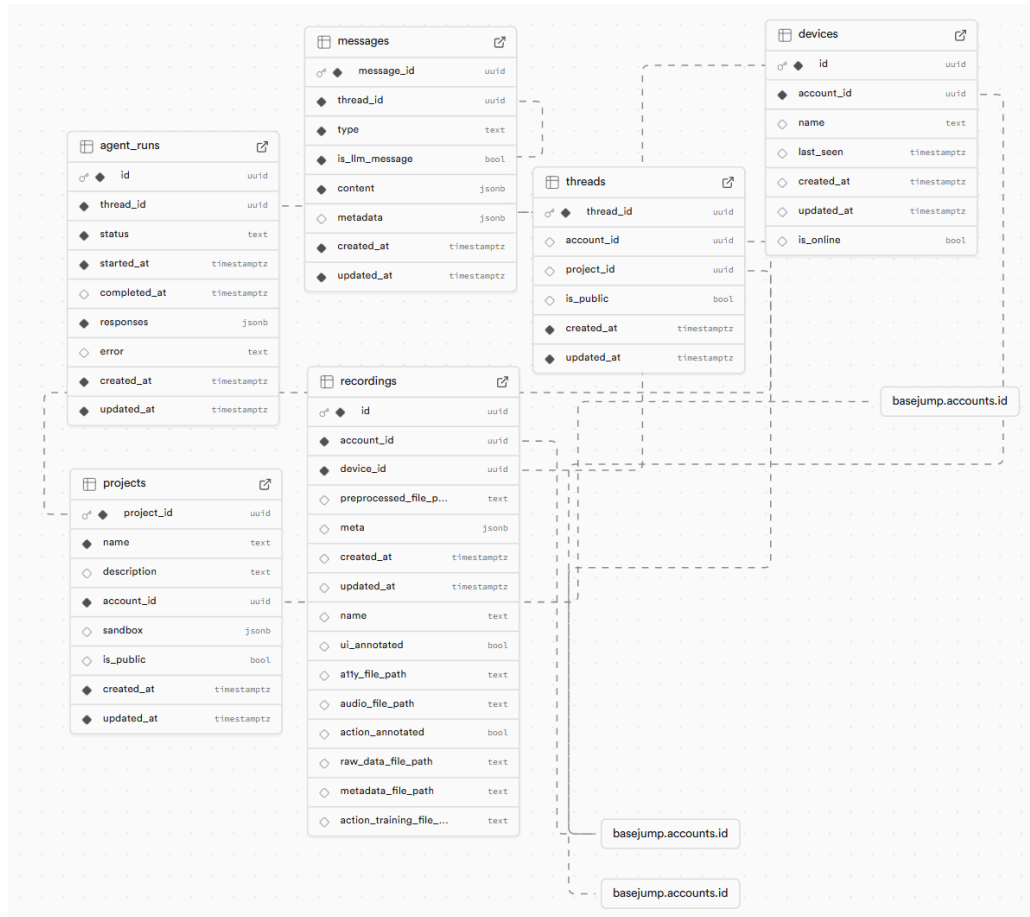 messages
message_id uuid
thread_id uuid
type text
is_llm_message bool
content jsonb
metadata jsonb
created_at timestamptz
updated_at timestamptz
devices
id uuid
account_id uuid
name text
last_seen timestamptz
created_at timestamptz
updated_at timestamptz
is_online bool
agent_runs
id uuid
thread_id uuid
status text
started_at timestamptz
completed_at timestamptz
responses jsonb
error text
created_at timestamptz
updated_at timestamptz
threads
thread_id uuid
account_id uuid
project_id uuid
is_public bool
created_at timestamptz
updated_at timestamptz
recordings
id uuid
account_id uuid
device_id uuid
preprocessed_file_p... text
meta jsonb
created_at timestamptz
updated_at timestamptz
name text
ui_annotated bool
a11y_file_path text
audio_file_path text
action_annotated bool
raw_data_file_path text
metadata_file_path text
action_training_file_... text
basejump.accounts.id
projects
project_id uuid
name text
description text
account_id uuid
sandbox jsonb
is_public bool
created_at timestamptz
updated_at timestamptz
basejump.accounts.id
basejump.accounts.id